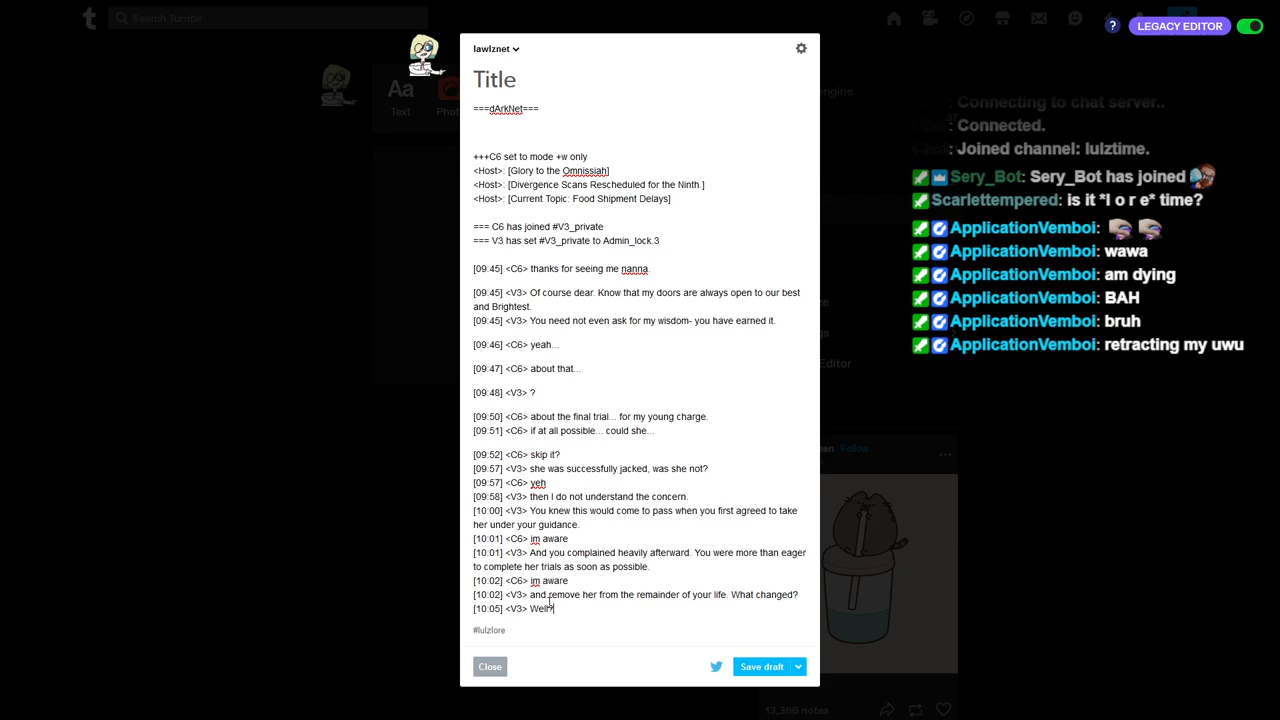 t
Search Tumblr
?
LEGACY EDITOR
lawlznet
Title
Aa
Text
Phot
===dArkNet===
+++C6 set to mode +w only
<Host>: [Glory to the Omnissiah]
<Host>: [Divergence Scans Rescheduled for the Ninth.]
<Host>: [Current Topic: Food Shipment Delays]
=== C6 has joined #V3_private
=== V3 has set #V3_private to Admin_lock.3
[09:45] <C6> thanks for seeing me nanna.
[09:45] <V3> Of course dear. Know that my doors are always open to our best
and Brightest.
[09:45] <V3> You need not even ask for my wisdom- you have earned it.
[09:46] <C6> yeah...
[09:47] <C6> about that...
[09:48] <V3> ?
[09:50] <C6> about the final trial... for my young charge.
[09:51] <C6> if at all possible... could she...
[09:52] <C6> skip it?
[09:57] <V3> she was successfully jacked, was she not?
[09:57] <C6> yeh
[09:58] <V3> then I do not understand the concern.
[10:00] <V3> You knew this would come to pass when you first agreed to take
her under your guidance.
[10:01] <C6> im aware
[10:01] <V3> And you complained heavily afterward. You were more than eager
to complete her trials as soon as possible.
[10:02] <C6> im aware
[10:02] <V3> and remove her from the remainder of your life. What changed?
[10:05] <V3> Well?
#lulzlore
Close
Save draft
engine
Editor
een Follow
13,366 notes
Connecting to chat server..
: Connected.
: Joined channel: lulztime.
Sery_Bot: Sery_Bot has joined
Scarlettempered: is it *l o r e* time?
ApplicationVemboi:
ApplicationVemboi: wawa
ApplicationVemboi: am dying
ApplicationVemboi: BAH
ApplicationVemboi: bruh
ApplicationVemboi: retracting my uwu